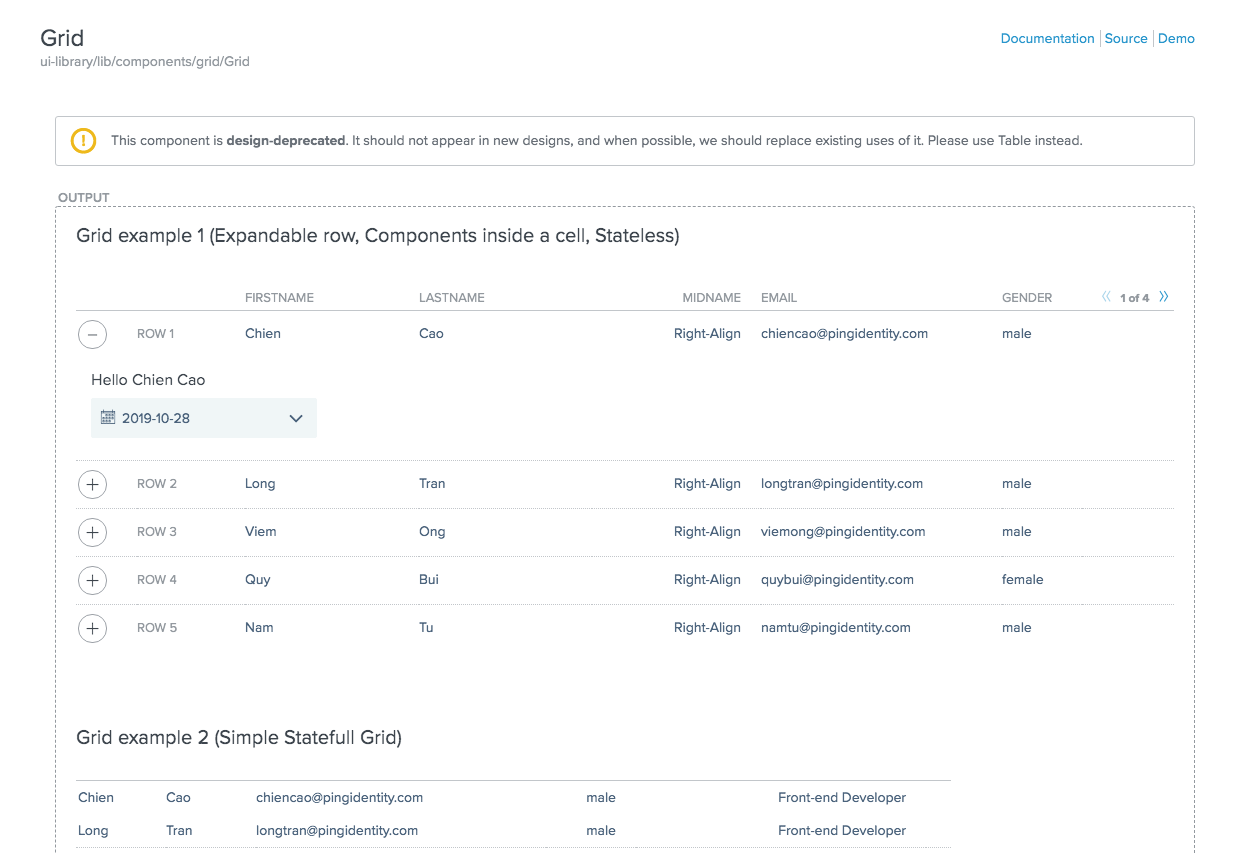 Grid
Documentation Source Demo
ui-library/lib/components/grid/Grid
This component is design-deprecated. It should not appear in new designs, and when possible, we should replace existing uses of it. Please use Table instead.
OUTPUT
Grid example 1 (Expandable row, Components inside a cell, Stateless)
FIRSTNAME LASTNAME MIDNAME EMAIL GENDER 1 of 4
ROW 1 Chien Cao Right-Align chiencao@pingidentity.com male
Hello Chien Cao
2019-10-28
ROW 2 Long Tran Right-Align longtran@pingidentity.com male
ROW 3 Viem Ong Right-Align viemong@pingidentity.com male
ROW 4 Quy Bui Right-Align quybui@pingidentity.com female
ROW 5 Nam Tu Right-Align namtu@pingidentity.com male
Grid example 2 (Simple Statefull Grid)
Chien Cao chiencao@pingidentity.com male Front-end Developer
Long Tran longtran@pingidentity.com male Front-end Developer